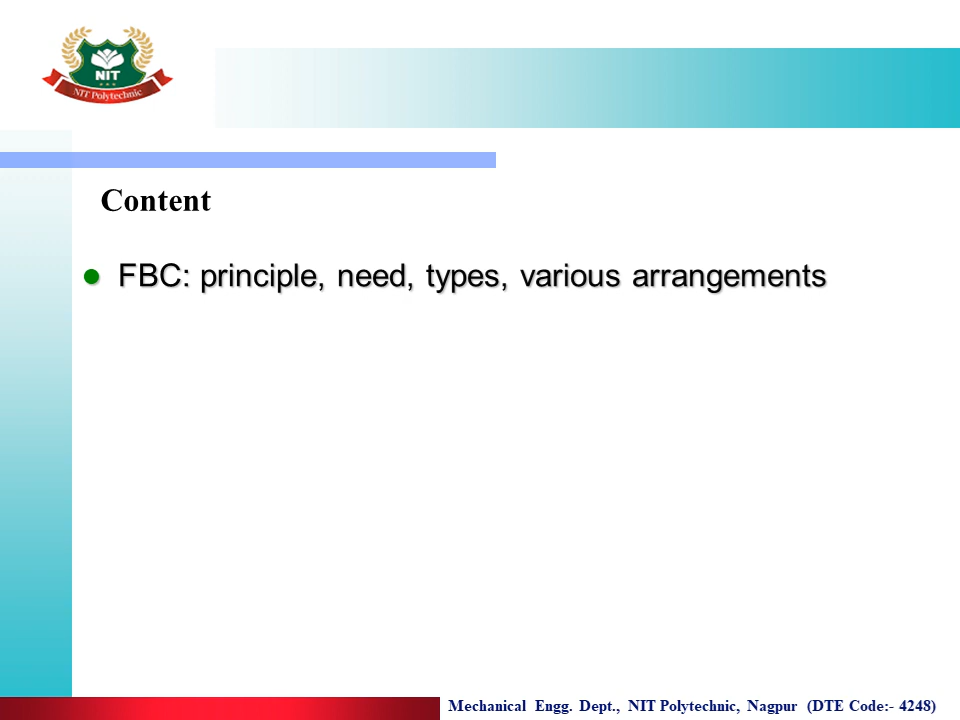 NIT
NIT Polytechnic
Content
FBC: principle, need, types, various arrangements
Mechanical Engg. Dept., NIT Polytechnic, Nagpur (DTE Code:- 4248)